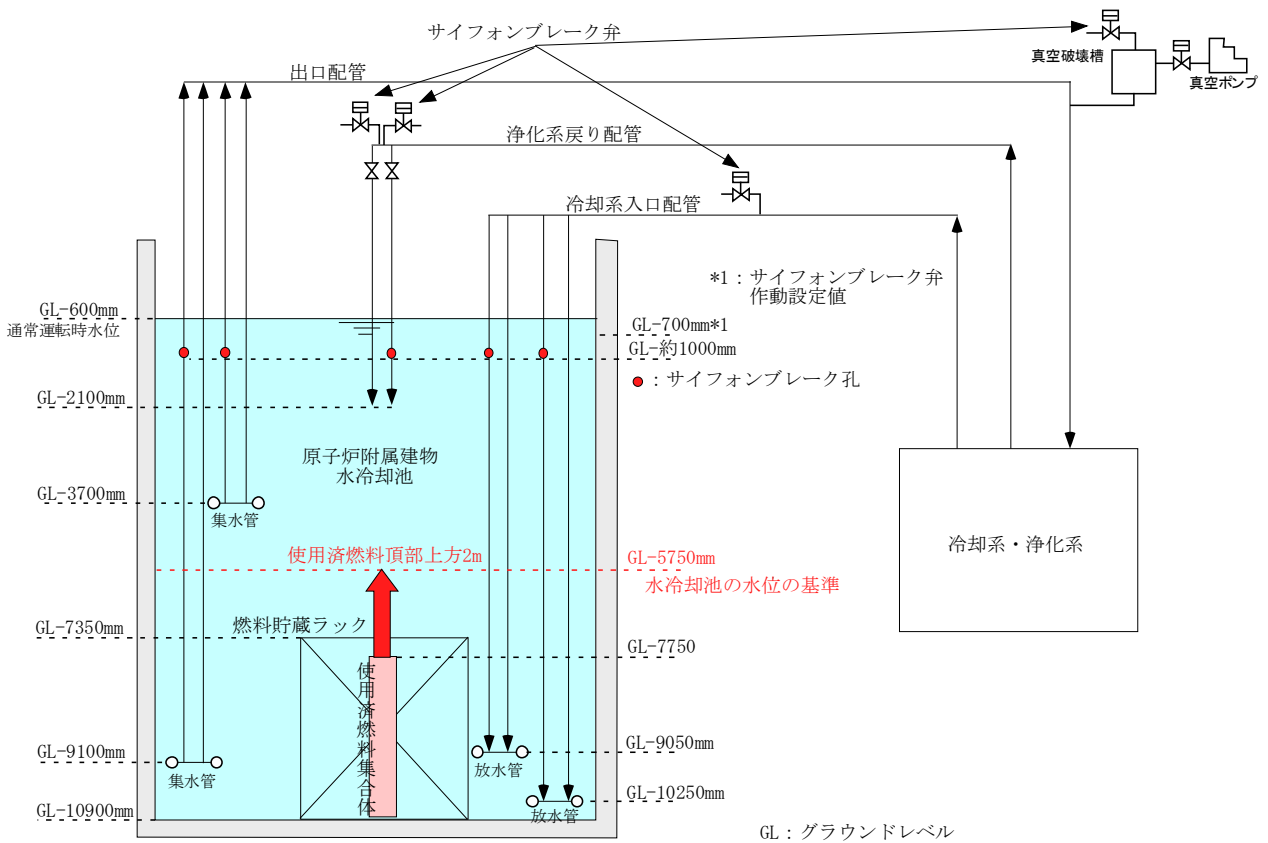 サイフォンブレーク弁
真空破壊槽
真空ポンプ
出口配管
浄化系戻り配管
冷却系入口配管
*1：サイフォンブレーク弁
作動設定値
GL-600mm
通常運転時水位
GL-700mm*1
GL-約1000mm
●：サイフォンブレーク孔
GL-2100mm
原子炉附属建物
水冷却池
GL-3700mm
集水管
冷却系・浄化系
使用済燃料頂部上方2m
GL-5750mm
水冷却池の水位の基準
GL-7350mm
燃料貯蔵ラック
GL-7750
使用済燃料集合体
GL-9050mm
放水管
GL-9100mm
集水管
GL-10250mm
放水管
GL-10900mm
GL：グラウンドレベル